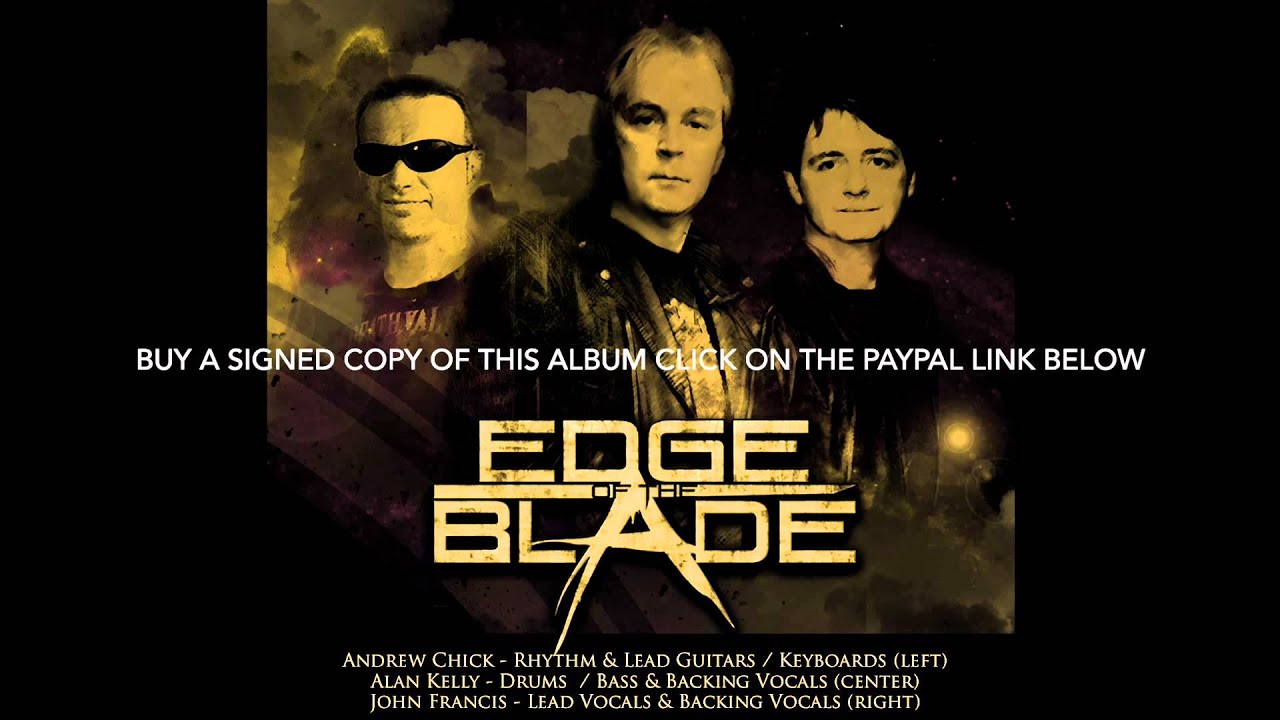 BUY A SIGNED COPY OF THIS ALBUM CLICK ON THE PAYPAL LINK BELOW
EDGE
OF THE
BLADE
Andrew Chick - Rhythm & Lead Guitars / Keyboards (left)
Alan Kelly - Drums / Bass & Backing Vocals (center)
John Francis - Lead Vocals & Backing Vocals (right)